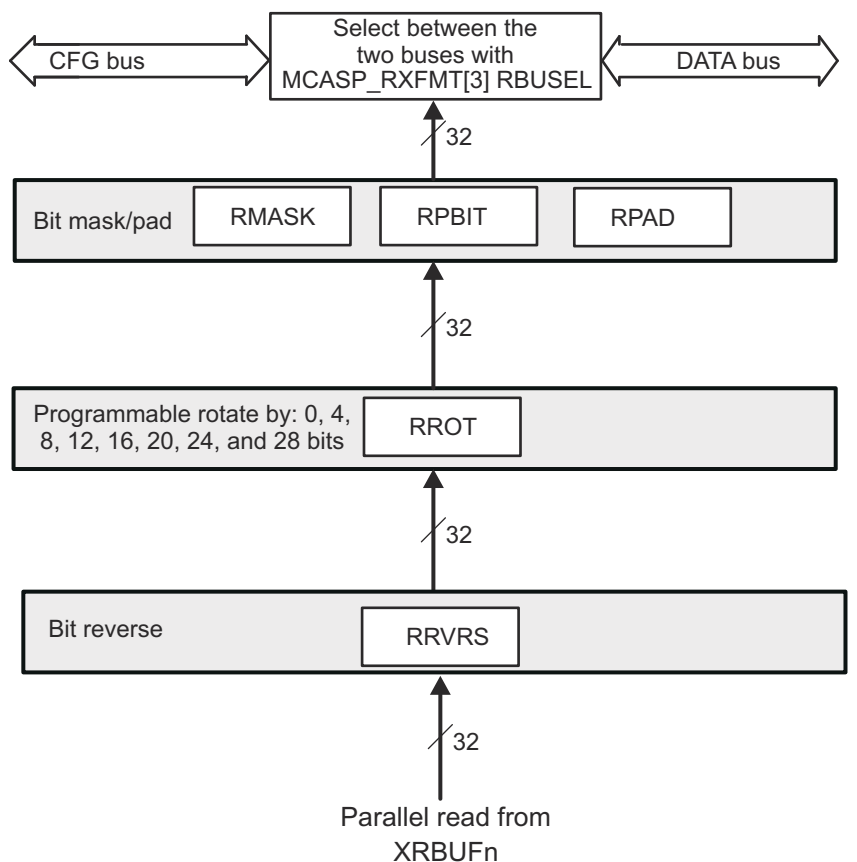 Select between the
two buses with
MCASP_RXFMT[3] RBUSEL
CFG bus
DATA bus
32
Bit mask/pad
RMASK
RPBIT
RPAD
32
Programmable rotate by: 0, 4,
8, 12, 16, 20, 24, and 28 bits
RROT
32
Bit reverse
RRVRS
32
Parallel read from
XRBUFn